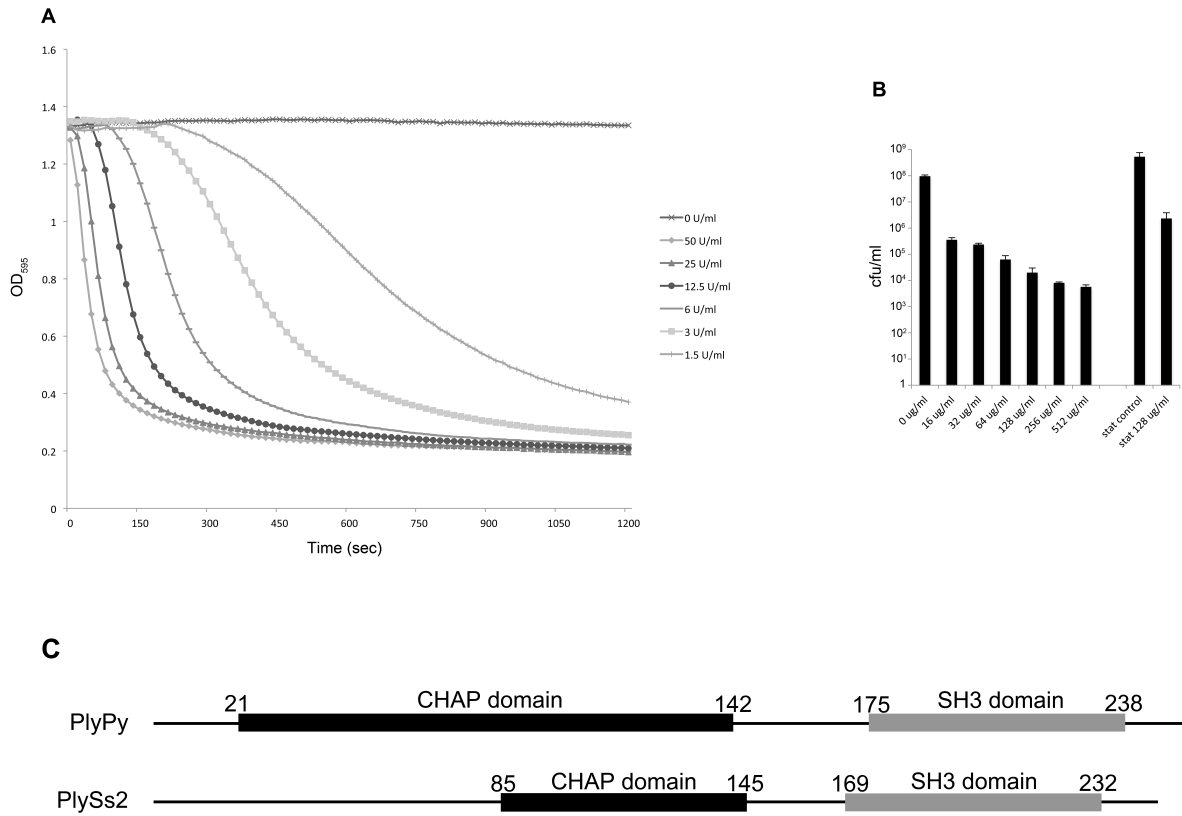 A
1.6
1.4
1.2
1
0.8
0.6
0.4
0.2
0
OD595
0 150 300 450 600 750 900 1050 1200
Time (sec)
0 U/ml
50 U/ml
25 U/ml
12.5 U/ml
6 U/ml
3 U/ml
1.5 U/ml
B
10⁹
10⁸
10⁷
10⁶
10⁵
10⁴
10³
10²
10¹
1
cfu/ml
0 ug/ml
16 ug/ml
32 ug/ml
64 ug/ml
128 ug/ml
256 ug/ml
512 ug/ml
stat control
stat 128 ug/ml
C
21 CHAP domain 142 175 SH3 domain 238
PlyPy
85 CHAP domain 145 169 SH3 domain 232
PlySs2